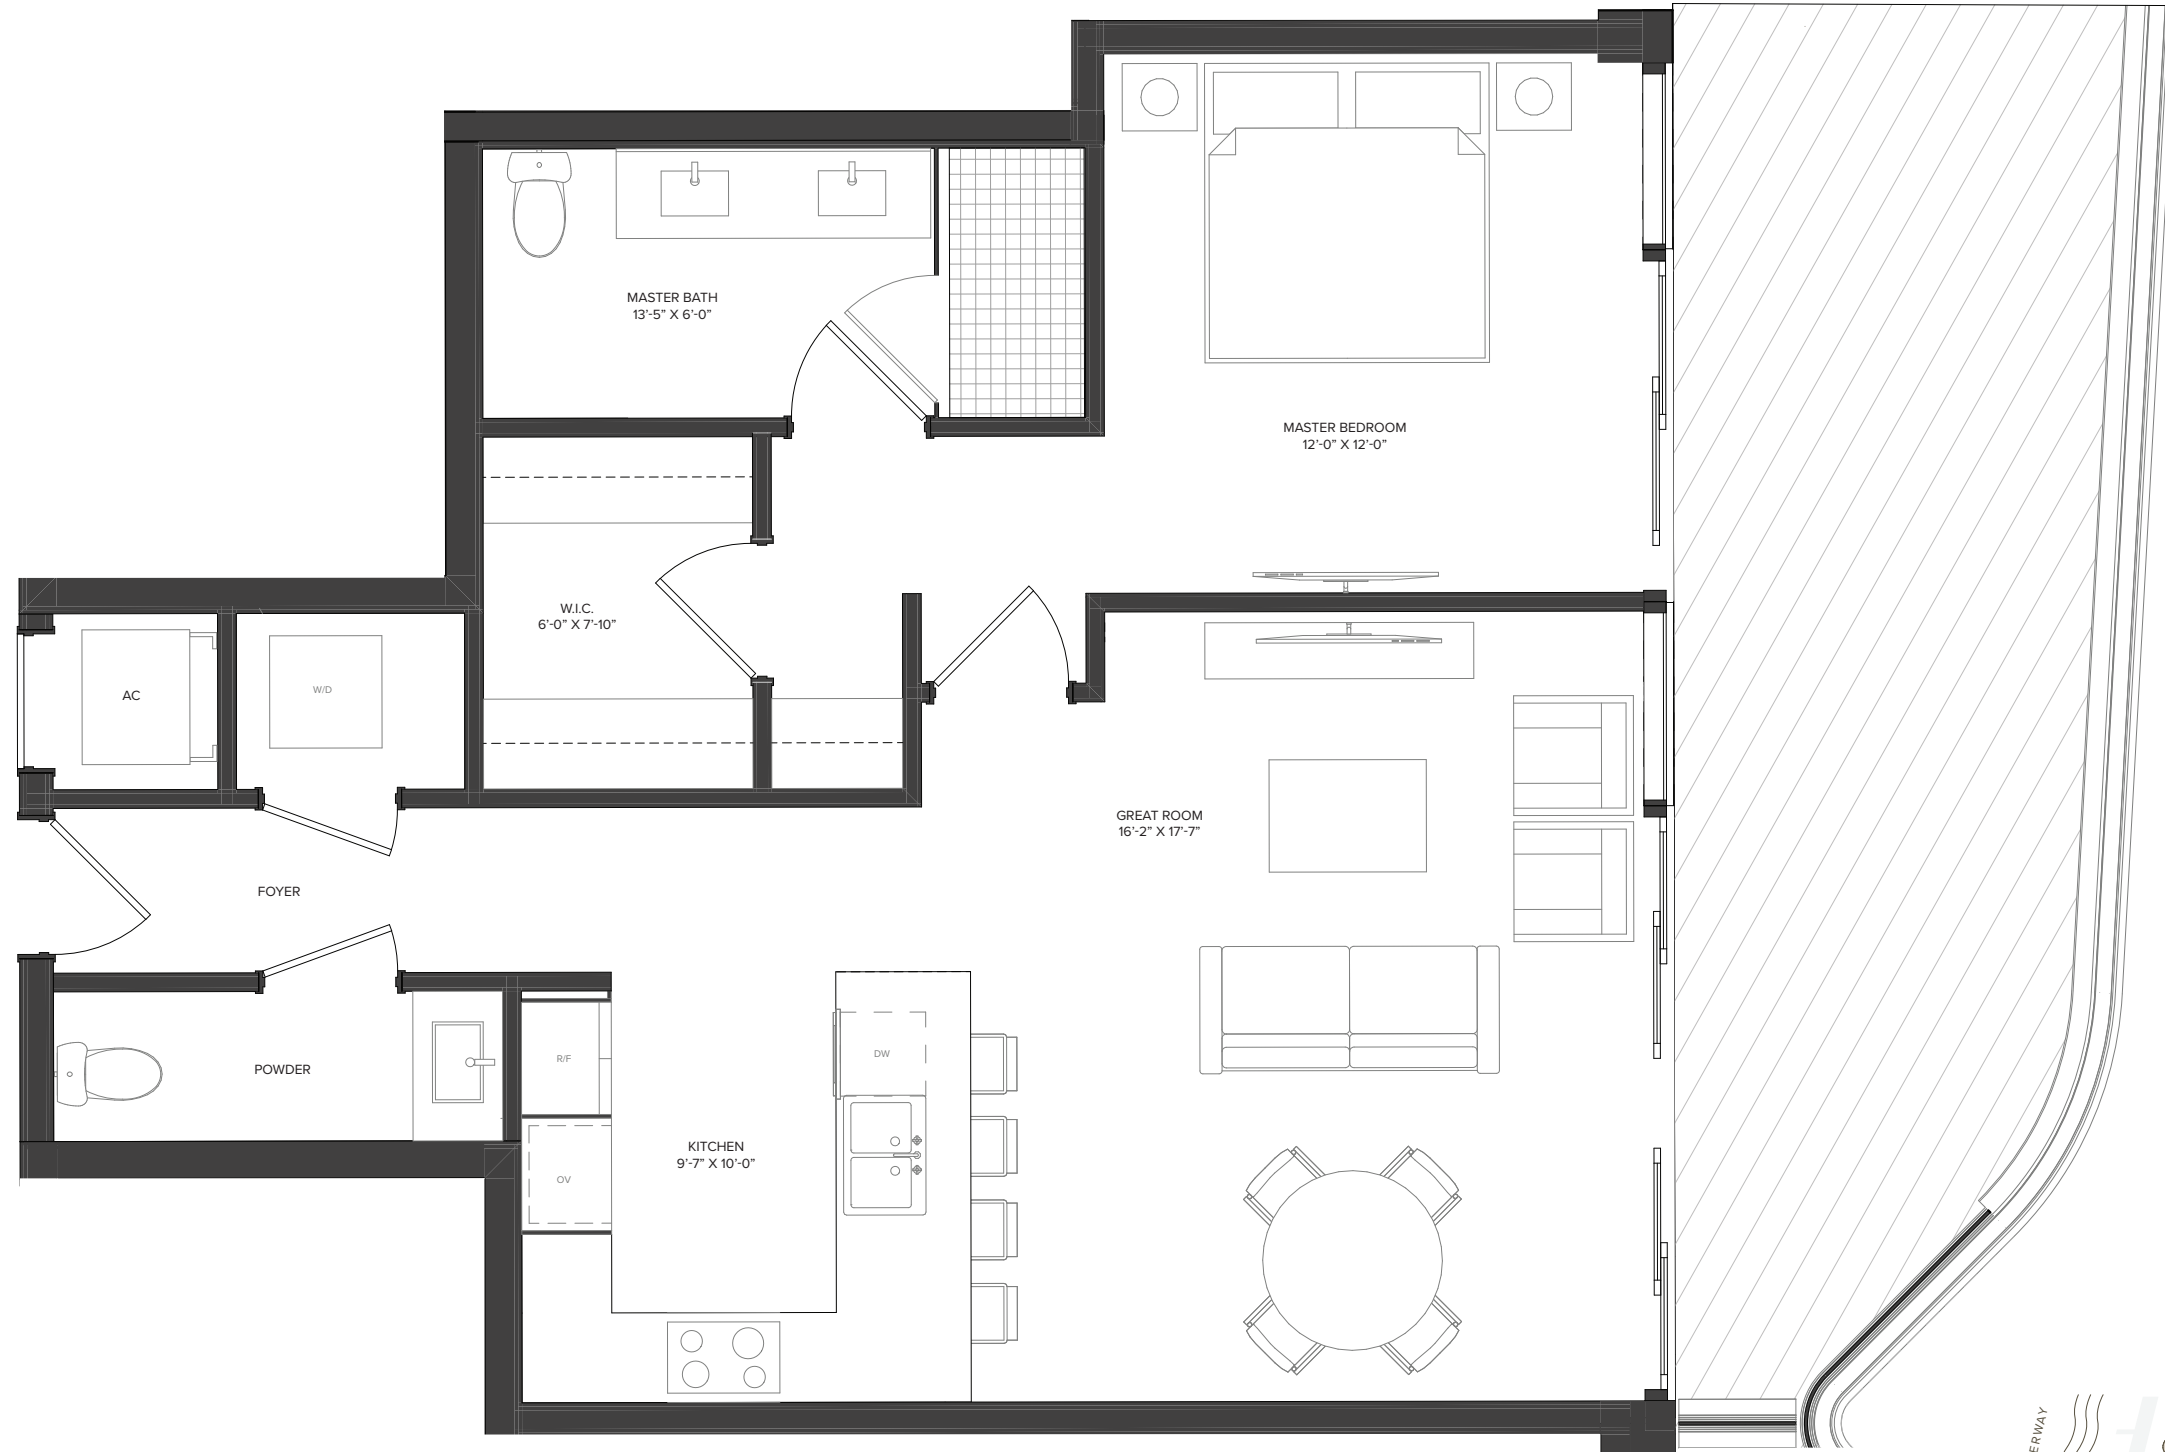 MASTER BATH
13'-5" X 6'-0"
MASTER BEDROOM
12'-0" X 12'-0"
W.I.C.
6'-0" X 7'-10"
AC
W/D
GREAT ROOM
16'-2" X 17'-7"
FOYER
POWDER
R/F
DW
KITCHEN
9'-7" X 10'-0"
OV
ERWAY